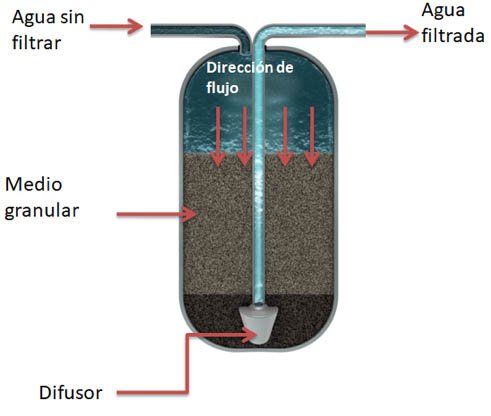 Agua sin
filtrar
Agua
filtrada
Dirección de
flujo
Medio
granular
Difusor